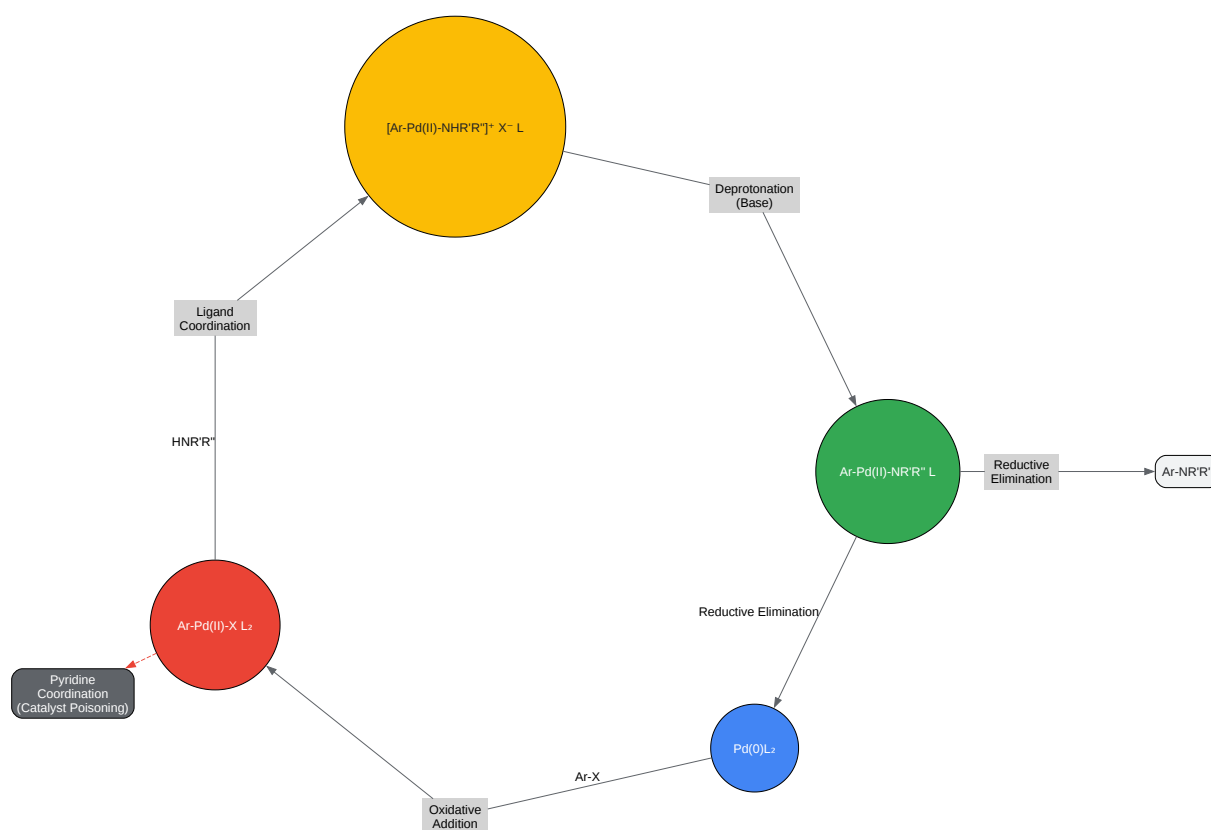 [Ar-Pd(II)-NHR'R"]⁺ X⁻ L
Deprotonation
(Base)
Ligand
Coordination
HNR'R"
Ar-Pd(II)-NR'R" L
Reductive
Elimination
Ar-NR'R'
Reductive Elimination
Ar-Pd(II)-X L₂
Pyridine
Coordination
(Catalyst Poisoning)
Pd(0)L₂
Ar-X
Oxidative
Addition